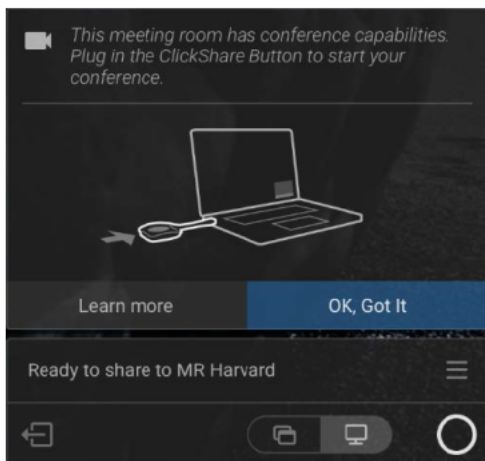 This meeting room has conference capabilities.
Plug in the ClickShare Button to start your
conference.
Learn more
OK, Got It
Ready to share to MR Harvard